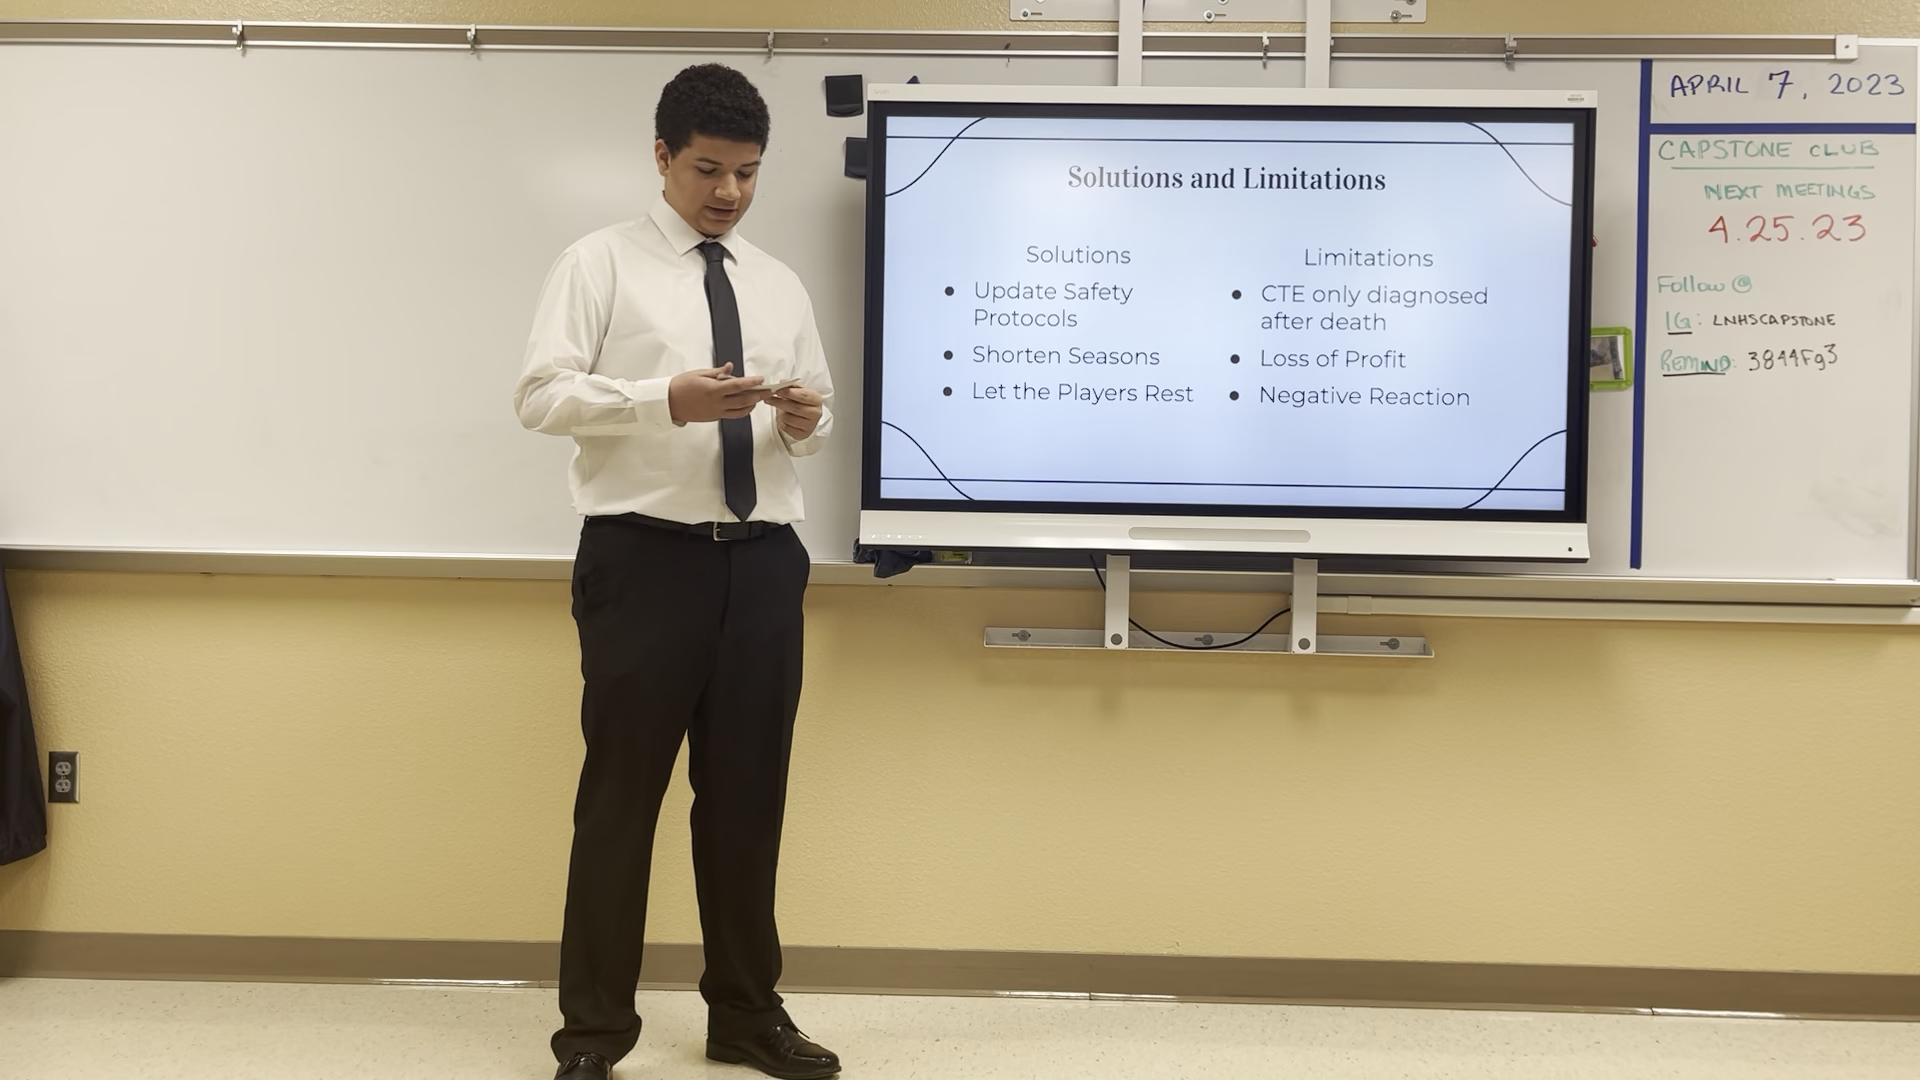 Solutions and Limitations
Solutions
● Update Safety
Protocols
● Shorten Seasons
● Let the Players Rest
Limitations
● CTE only diagnosed
after death
● Loss of Profit
● Negative Reaction
APRIL 7, 2023
CAPSTONE CLUB
NEXT MEETINGS
4.25.23
Follow @
IG: LNHSCAPSTONE
REMIND: 3844Fg3